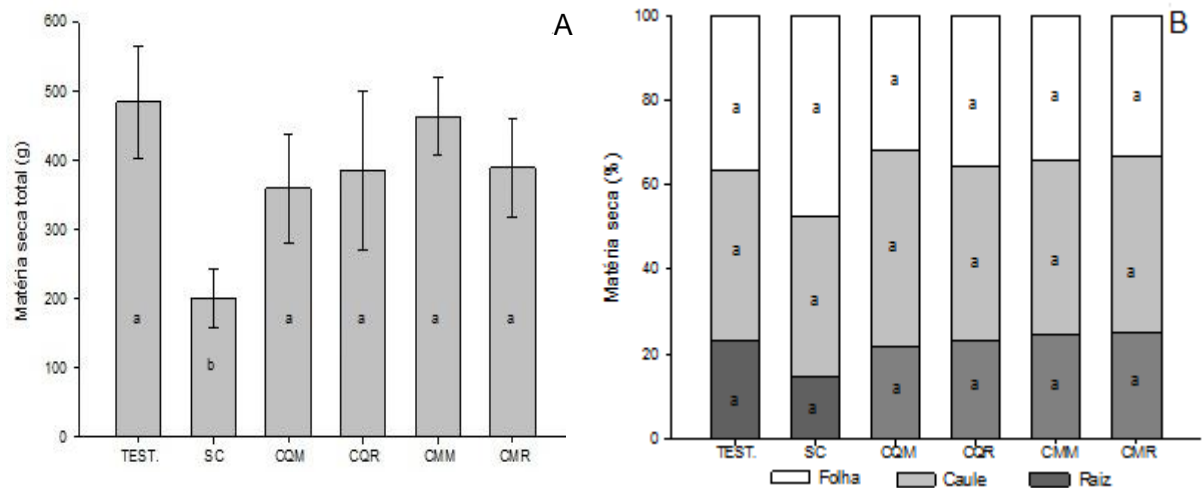 A
Matéria seca total (g)
600
500
400
300
200
100
0
a
b
a
a
a
a
TEST. SC CQM CQR CMM CMR
B
Matéria seca (%)
100
80
60
40
20
0
a a a a a a
a a a a a a
a a a a a a
TEST. SC CQM CQR CMM CMR
Folha Caule Raiz